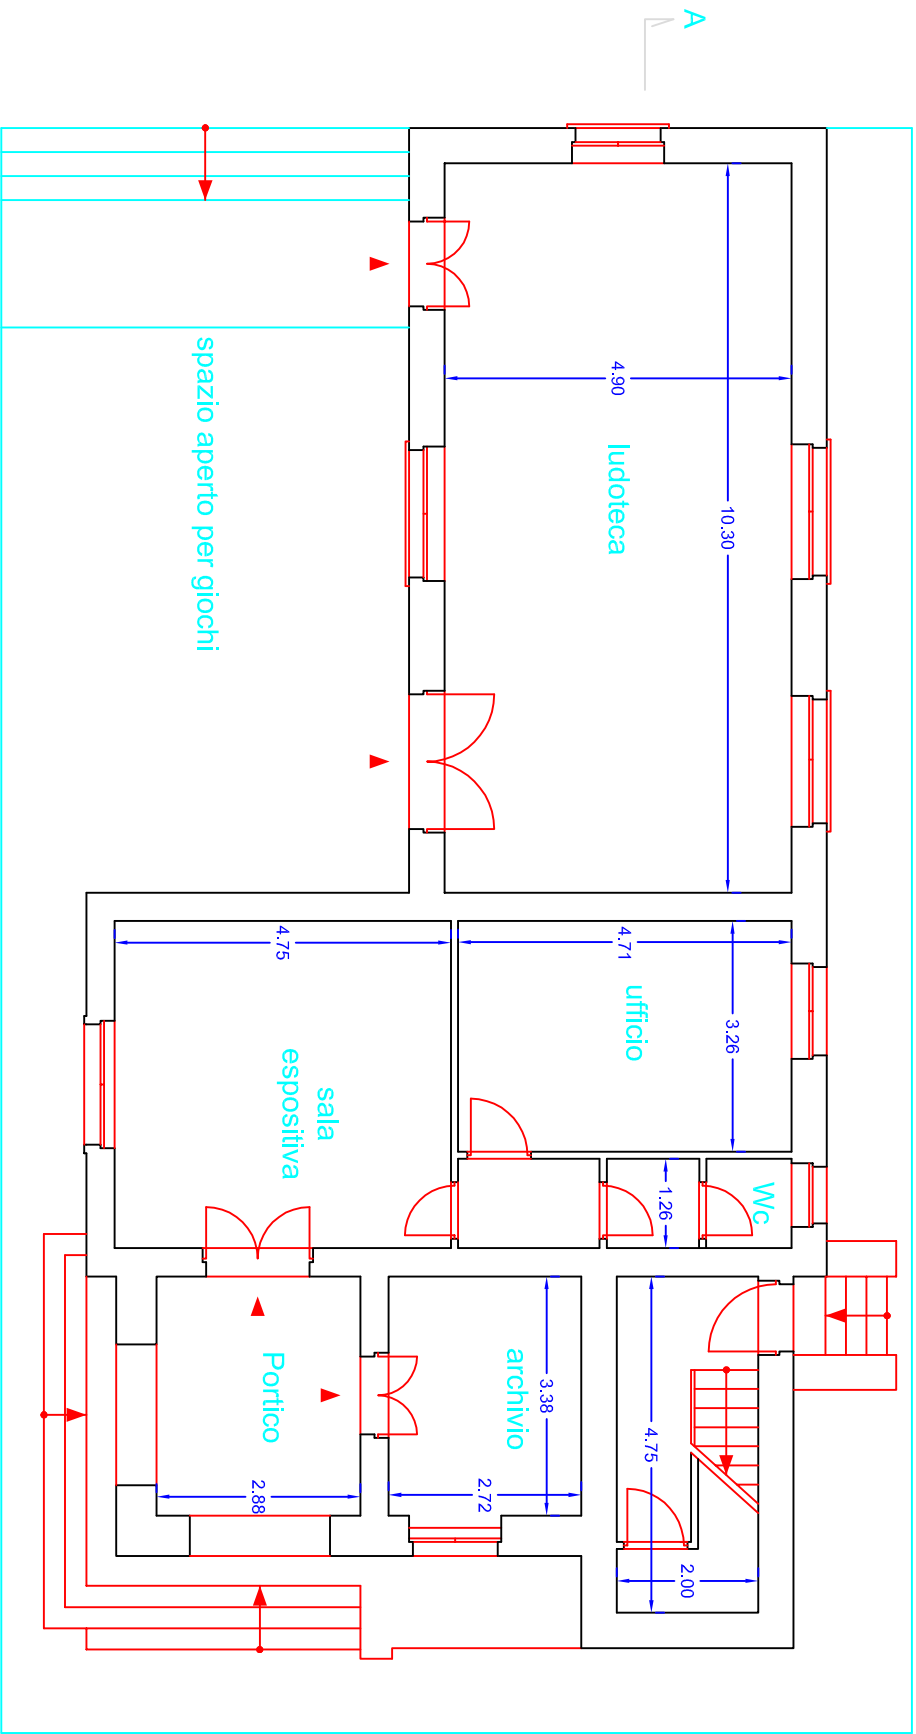 A
4.90
10.30
ludoteca
spazio aperto per giochi
4.75
4.71
3.26
ufficio
sala
espositiva
1.26
Wc
Portico
archivio
3.38
4.75
2.88
2.72
2.00